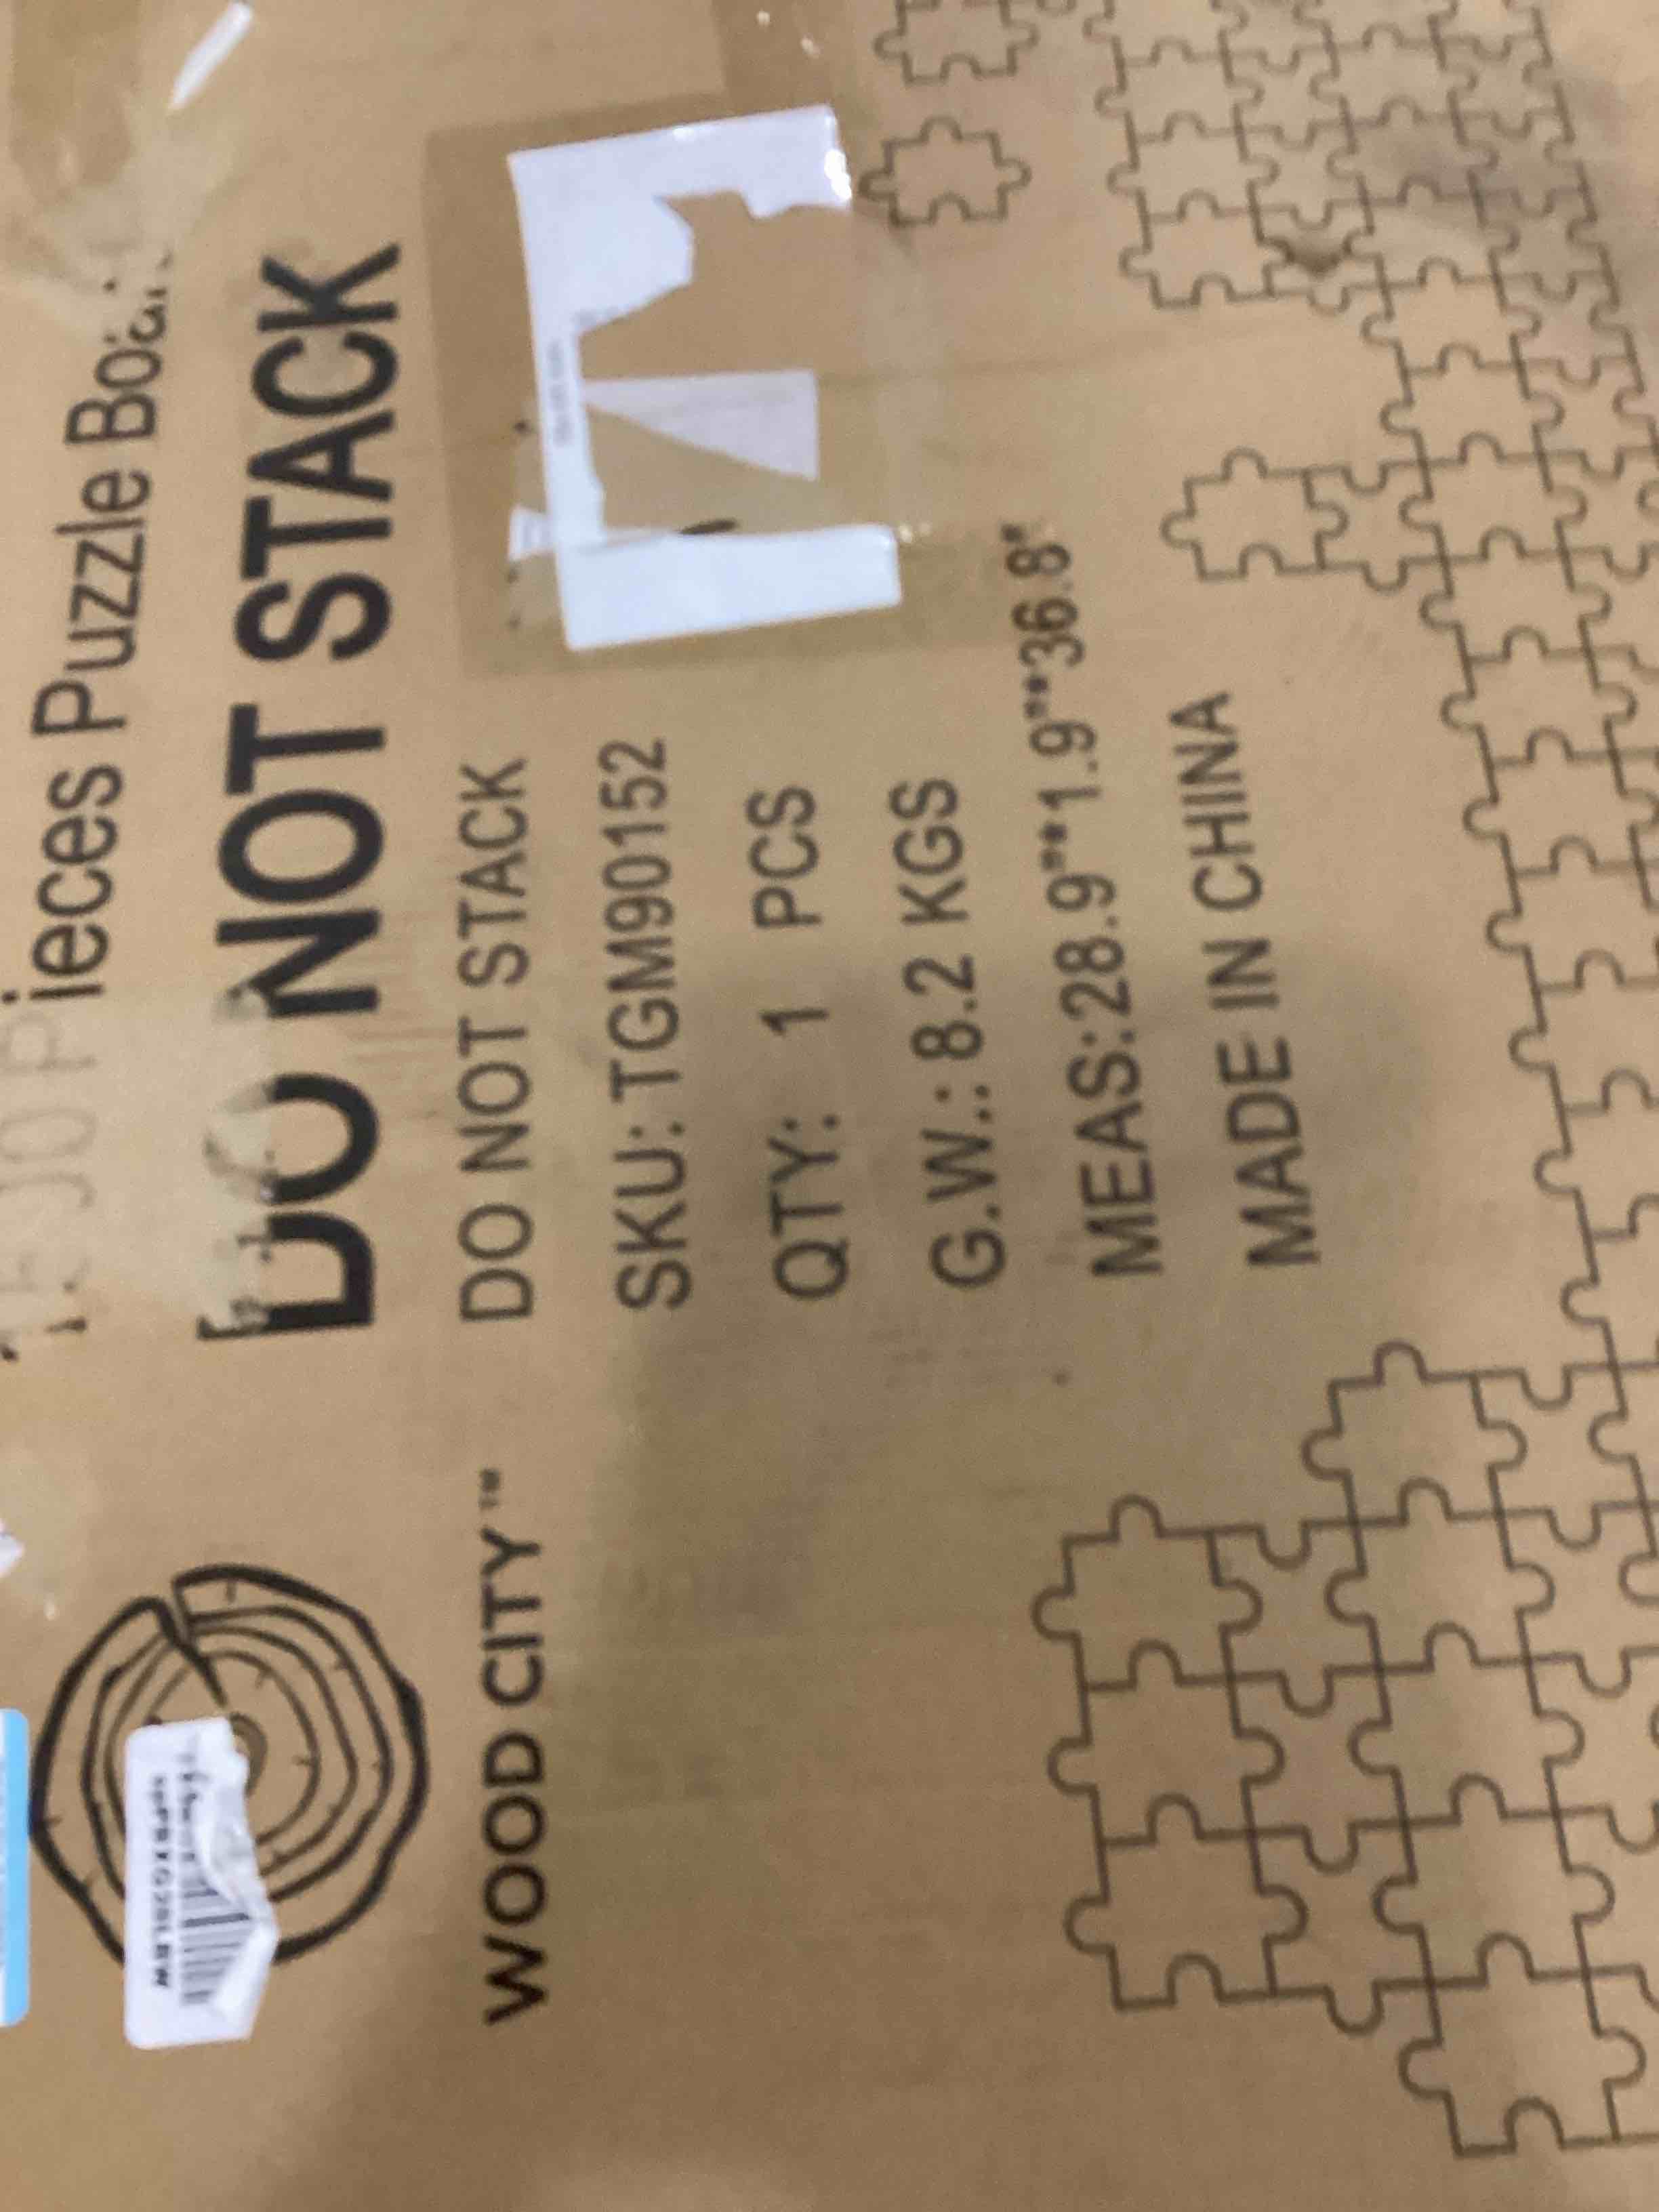 Pieces Puzzle
DO NOT STACK
DO NOT STACK
SKU: TGM90152
QTY: 1 PCS
G.W.: 8.2 KGS
MEAS:28.9"*1.9"*36.8"
MADE IN CHINA
WOOD CITY™